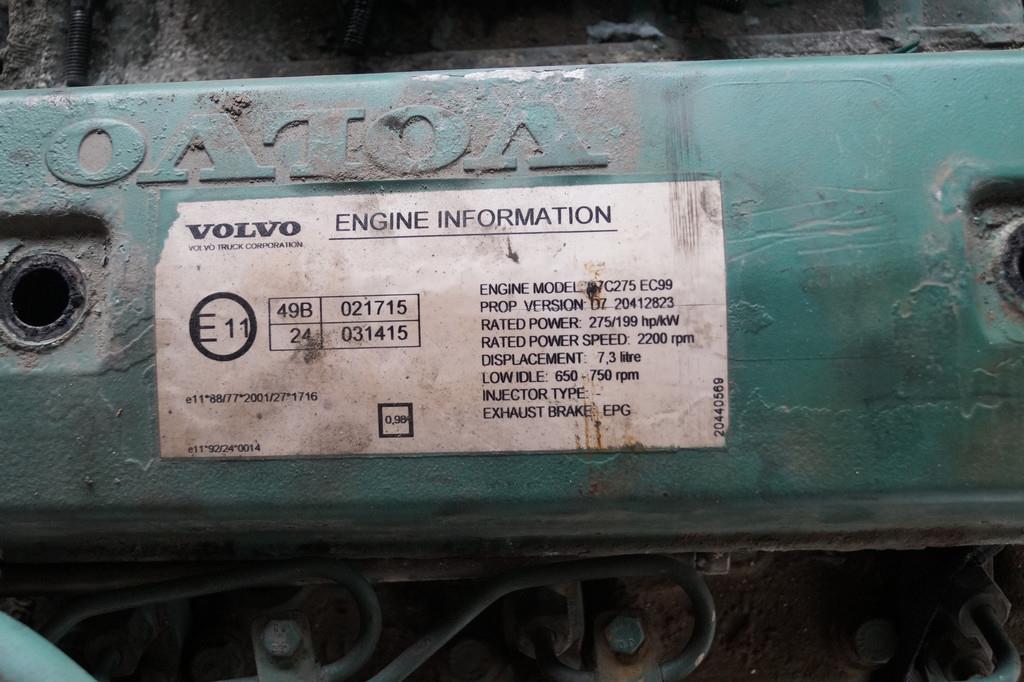 VOLVO
VOLVO
VOLVO TRUCK CORPORATION
ENGINE INFORMATION
E 11
49B 021715
24 031415
e11*88/77*2001/27*1716
0,98
e11*92/24*0014
ENGINE MODEL: D7C275 EC99
PROP. VERSION: D7 20412823
RATED POWER: 275/199 hp/kW
RATED POWER SPEED: 2200 rpm
DISPLACEMENT: 7,3 litre
LOW IDLE: 650 - 750 rpm
INJECTOR TYPE: -
EXHAUST BRAKE: EPG
20440569